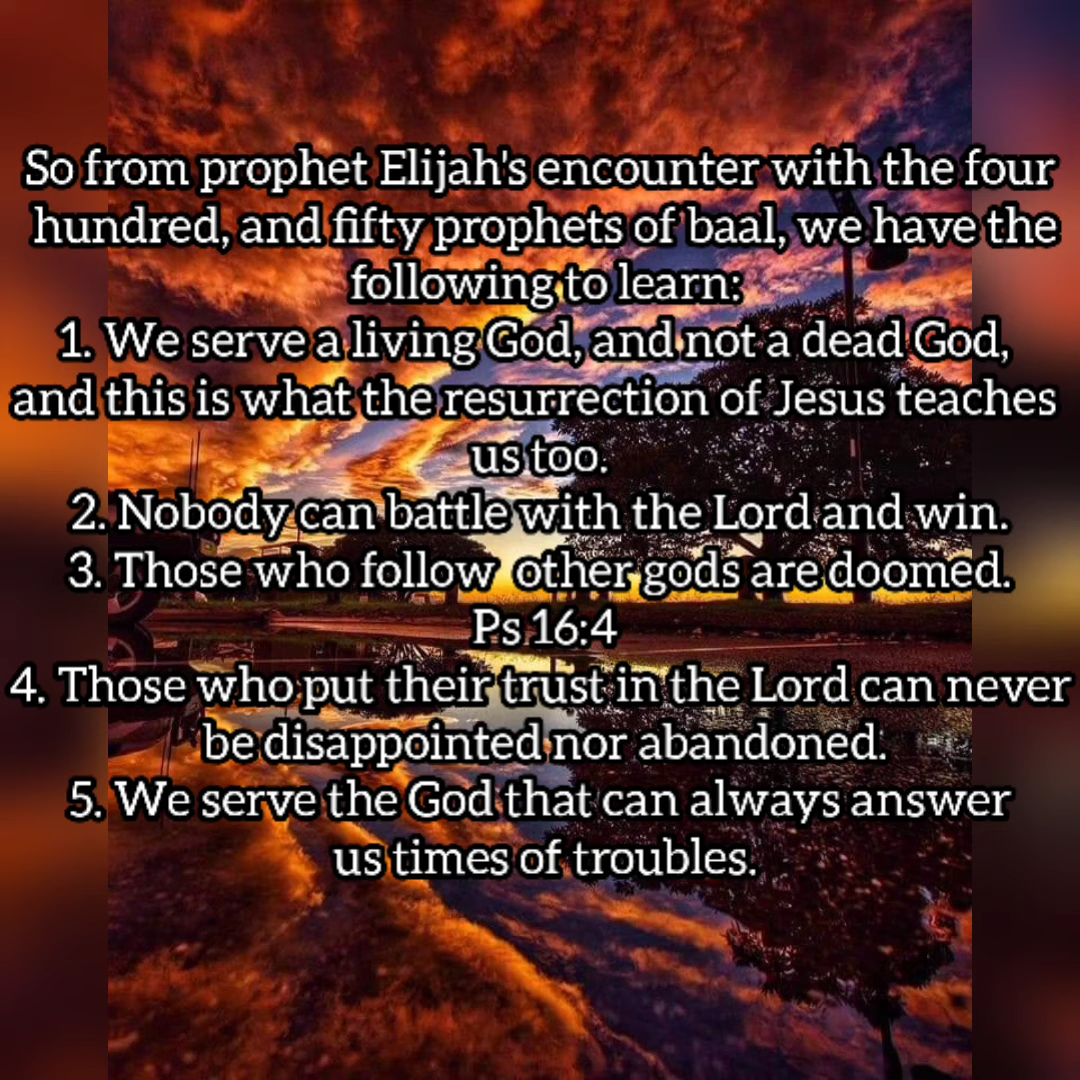 So from prophet Elijah's encounter with the four
hundred, and fifty prophets of baal, we have the
following to learn:
1. We serve a living God, and not a dead God,
and this is what the resurrection of Jesus teaches
us too.
2. Nobody can battle with the Lord and win.
3. Those who follow  other gods are doomed.
Ps 16:4
4. Those who put their trust in the Lord can never
be disappointed nor abandoned.
5. We serve the God that can always answer
us times of troubles.